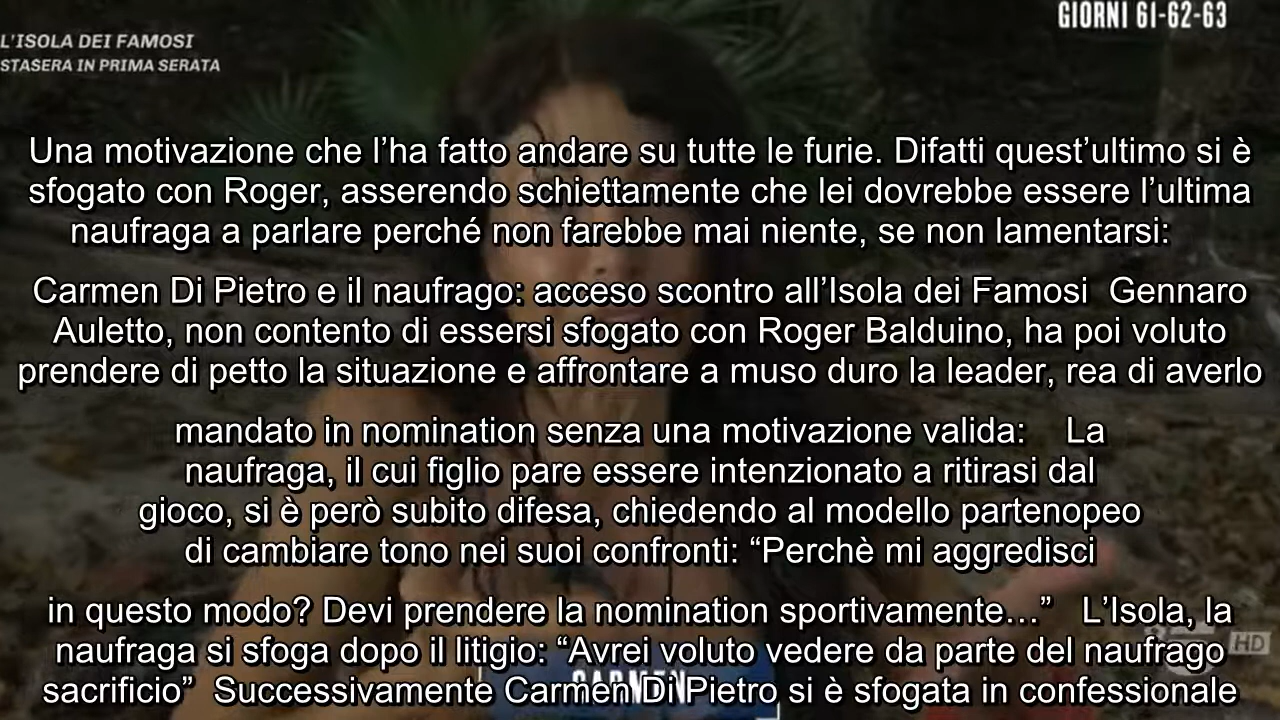 GIORNI 61-62-63
L'ISOLA DEI FAMOSI
STASERA IN PRIMA SERATA
Una motivazione che l’ha fatto andare su tutte le furie. Difatti quest’ultimo si è
sfogato con Roger, asserendo schiettamente che lei dovrebbe essere l’ultima
naufraga a parlare perché non farebbe mai niente, se non lamentarsi:
Carmen Di Pietro e il naufrago: acceso scontro all’Isola dei Famosi  Gennaro
Auletto, non contento di essersi sfogato con Roger Balduino, ha poi voluto
prendere di petto la situazione e affrontare a muso duro la leader, rea di averlo
mandato in nomination senza una motivazione valida:    La
naufraga, il cui figlio pare essere intenzionato a ritirasi dal
gioco, si è però subito difesa, chiedendo al modello partenopeo
di cambiare tono nei suoi confronti: “Perchè mi aggredisci
in questo modo? Devi prendere la nomination sportivamente…”   L’Isola, la
naufraga si sfoga dopo il litigio: “Avrei voluto vedere da parte del naufrago
HD
sacrificio”  Successivamente Carmen Di Pietro si è sfogata in confessionale
CARMEN